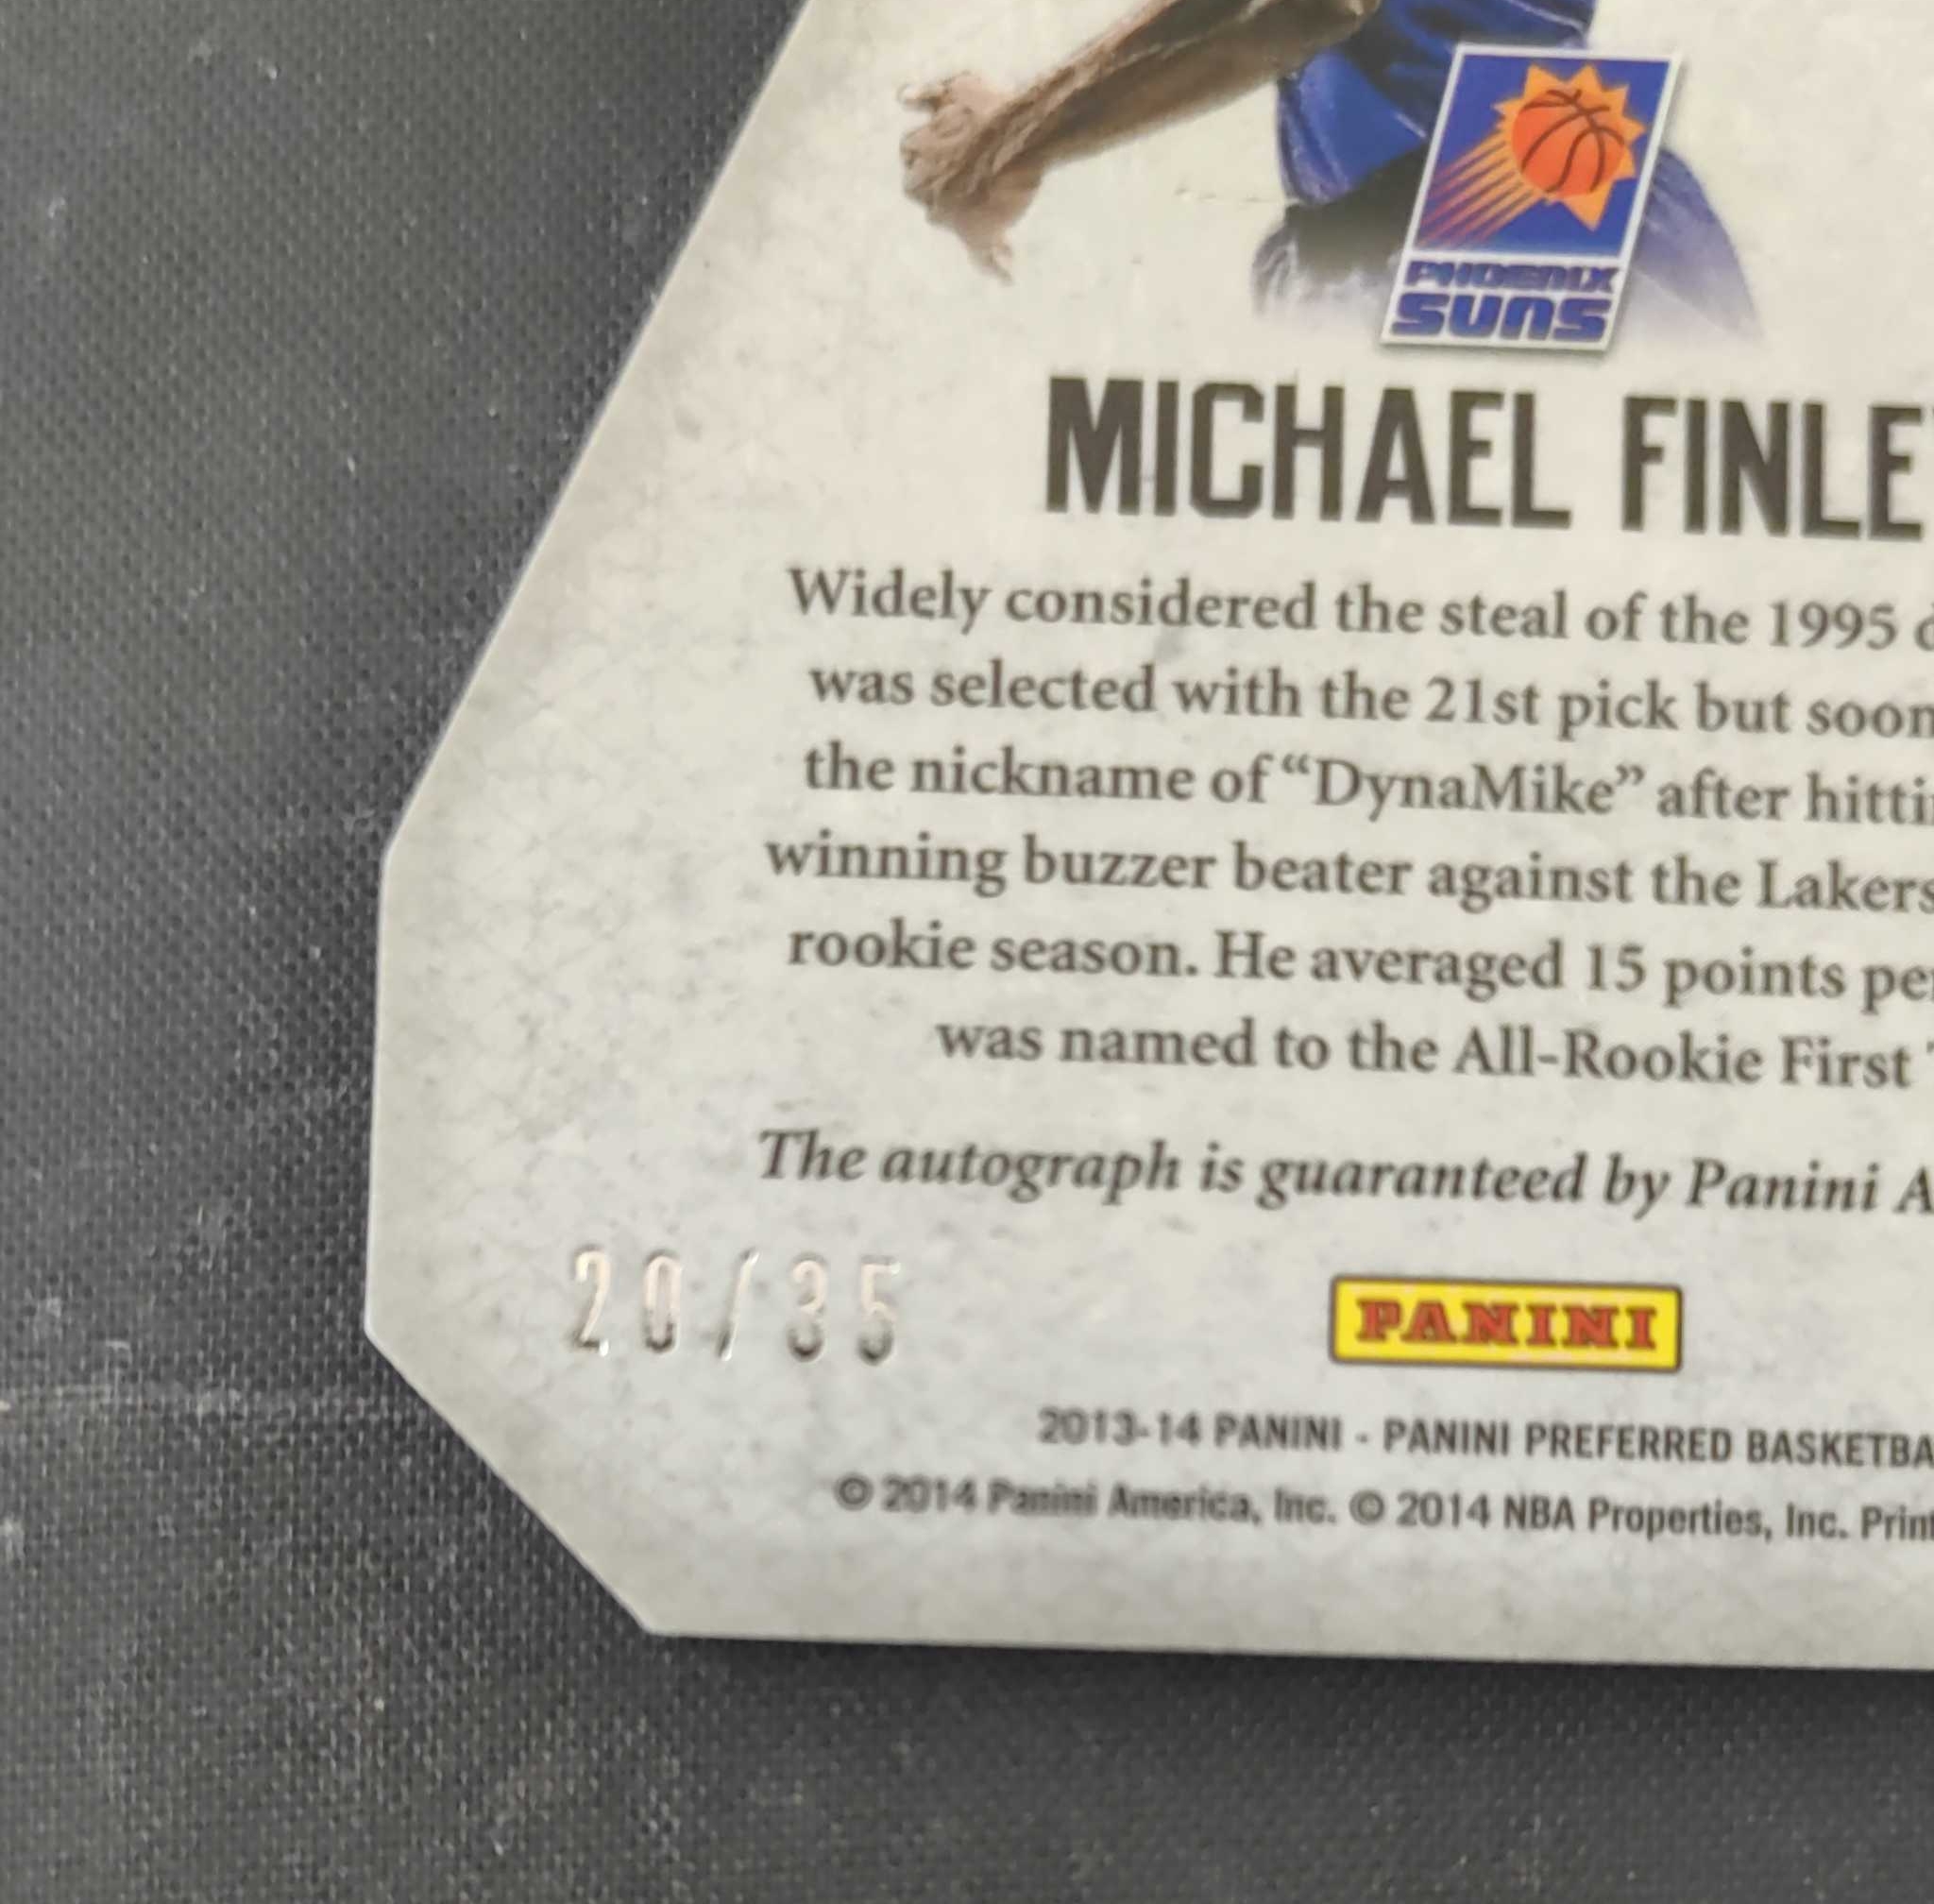 PHOENIX
SUNS
MICHAEL FINLE
Widely considered the steal of the 1995
was selected with the 21st pick but soon
the nickname of “DynaMike” after hitti
winning buzzer beater against the Lakers
rookie season. He averaged 15 points pe
was named to the All-Rookie First
The autograph is guaranteed by Panini A
20/35
PANINI
2013-14 PANINI - PANINI PREFERRED BASKETBA
© 2014 Panini America, Inc. © 2014 NBA Properties, Inc. Prin